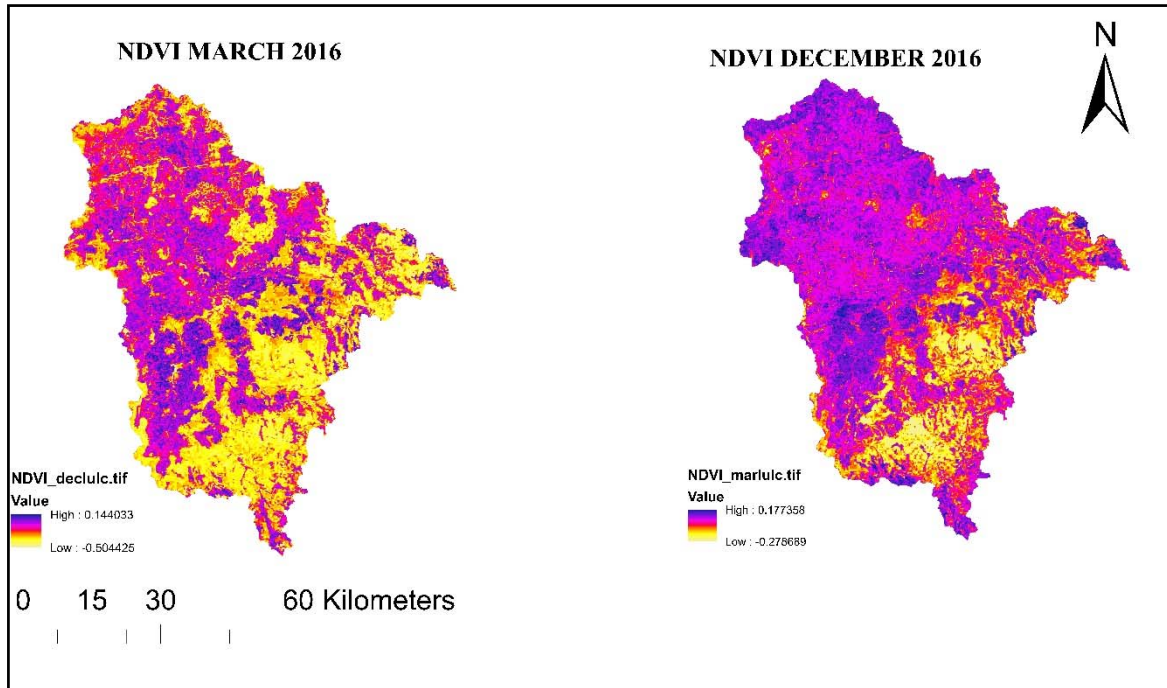 NDVI MARCH 2016
NDVI DECEMBER 2016
N
NDVI_declulc.tif
Value
High : 0.144033
Low : -0.504425
NDVI_marlulc.tif
Value
High : 0.177358
Low : -0.278689
0 15 30 60 Kilometers